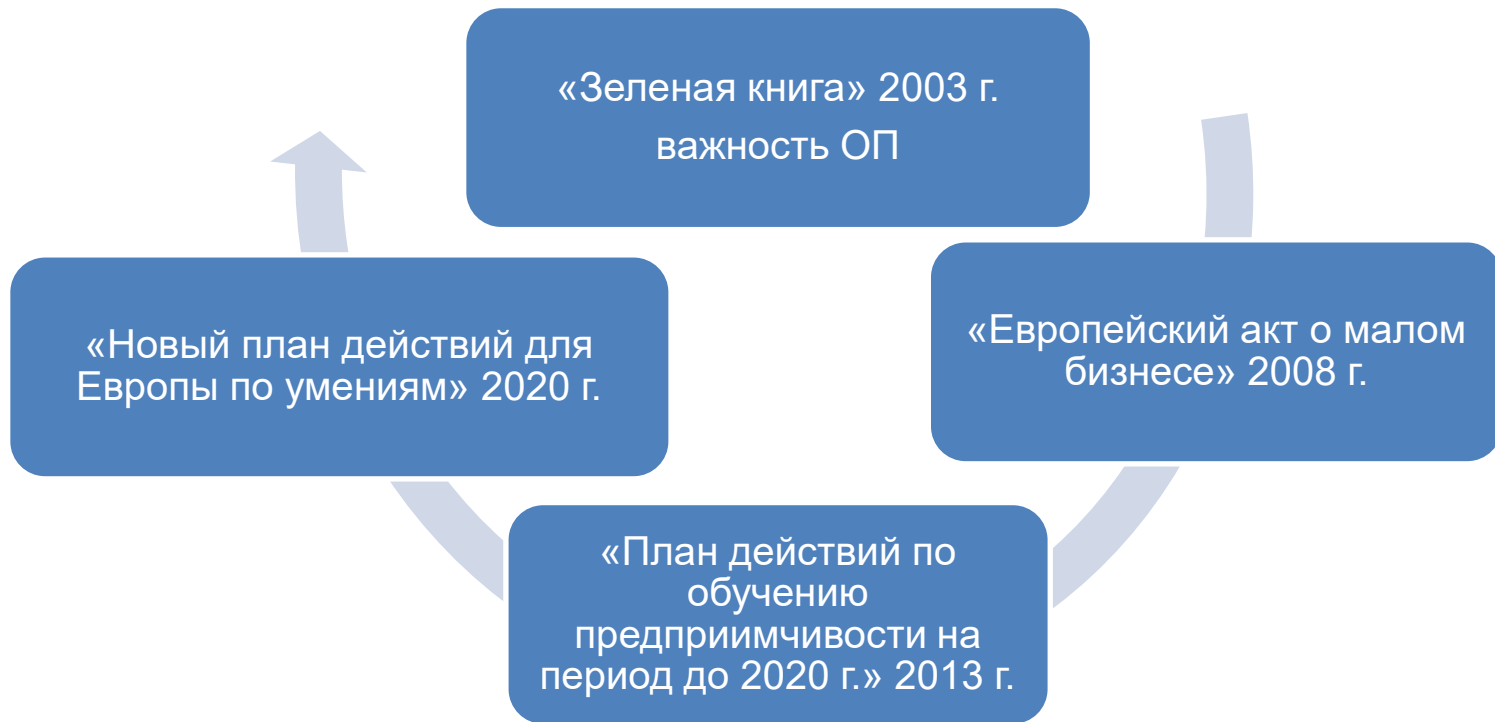 «Зеленая книга» 2003 г.
важность ОП
«Европейский акт о малом
бизнесе» 2008 г.
«План действий по
обучению
предприимчивости на
период до 2020 г.» 2013 г.
«Новый план действий для
Европы по умениям» 2020 г.